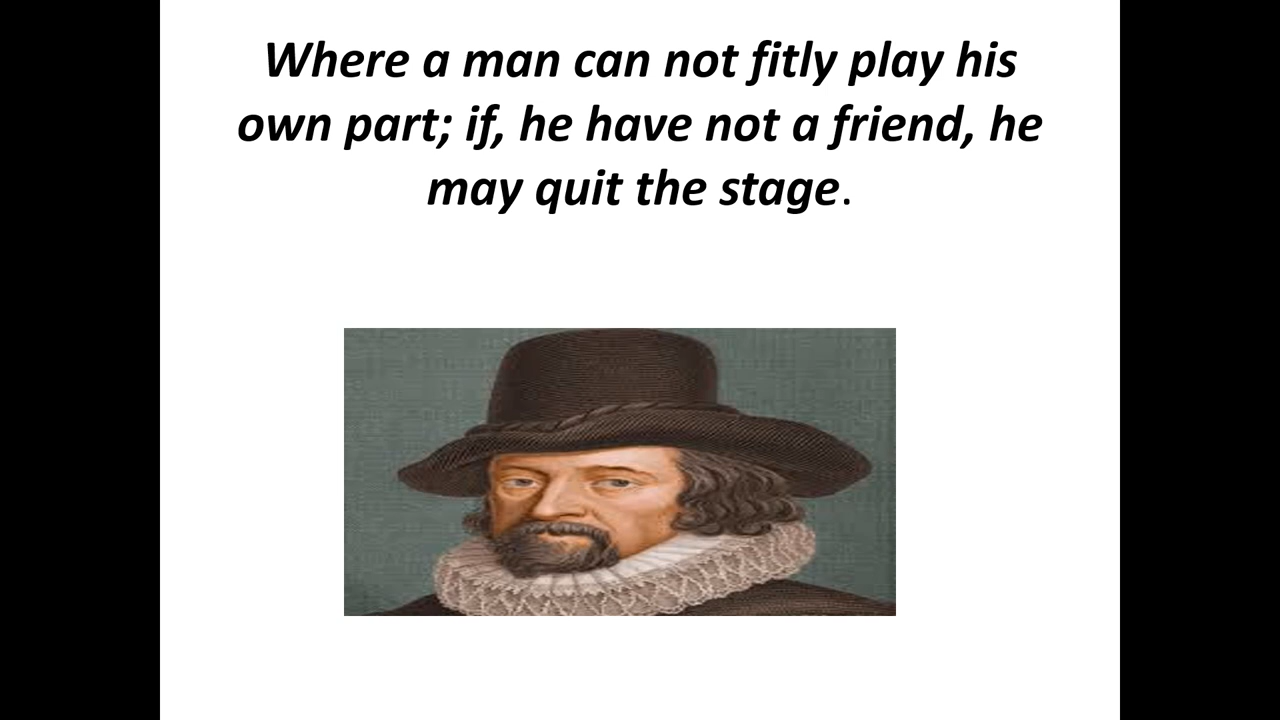 Where a man can not fitly play his
own part; if, he have not a friend, he
may quit the stage.